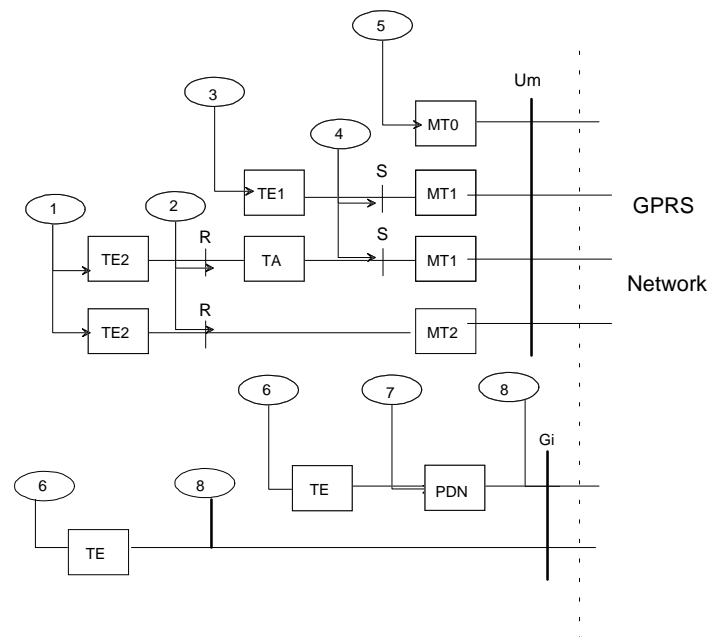 5
Um
3
MT0
4
S
TE1
MT1
GPRS
1
2
R
S
TE2
TA
MT1
Network
R
TE2
MT2
6
7
8
Gi
6
8
TE
PDN
TE